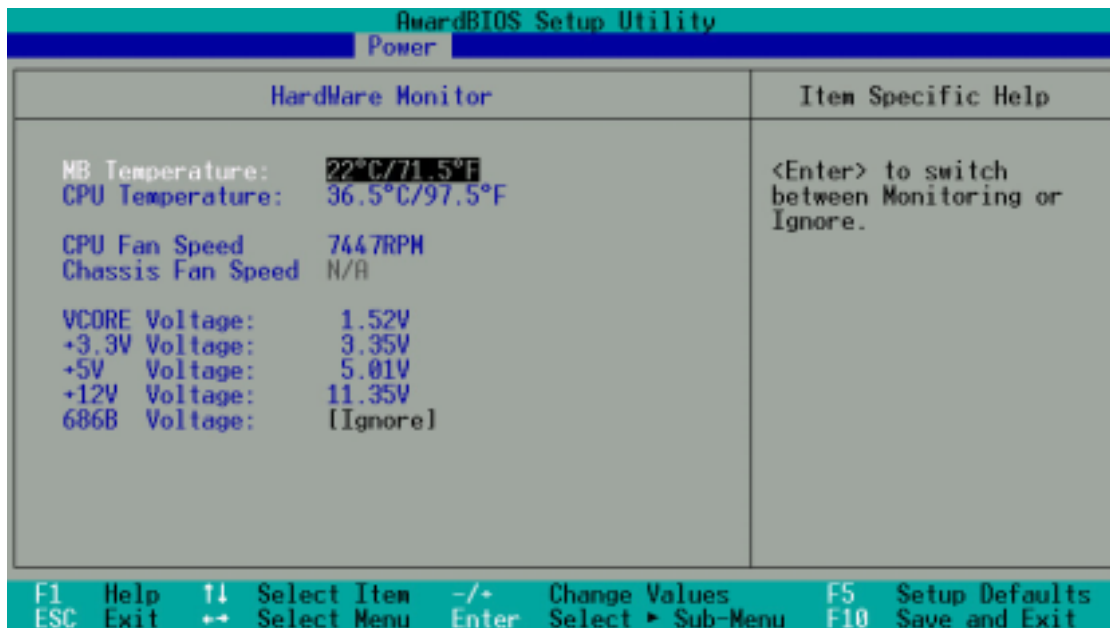 AwardBIOS Setup Utility
Power
HardWare Monitor
Item Specific Help
MB Temperature: 22°C/71.5°F
CPU Temperature: 36.5°C/97.5°F
CPU Fan Speed 7447RPM
Chassis Fan Speed N/A
VCORE Voltage: 1.52V
+3.3V Voltage: 3.35V
+5V Voltage: 5.01V
+12V Voltage: 11.35V
686B Voltage: [Ignore]
<Enter> to switch
between Monitoring or
Ignore.
F1 Help ↑↓ Select Item -/+ Change Values F5 Setup Defaults
ESC Exit ←→ Select Menu Enter Select ► Sub-Menu F10 Save and Exit